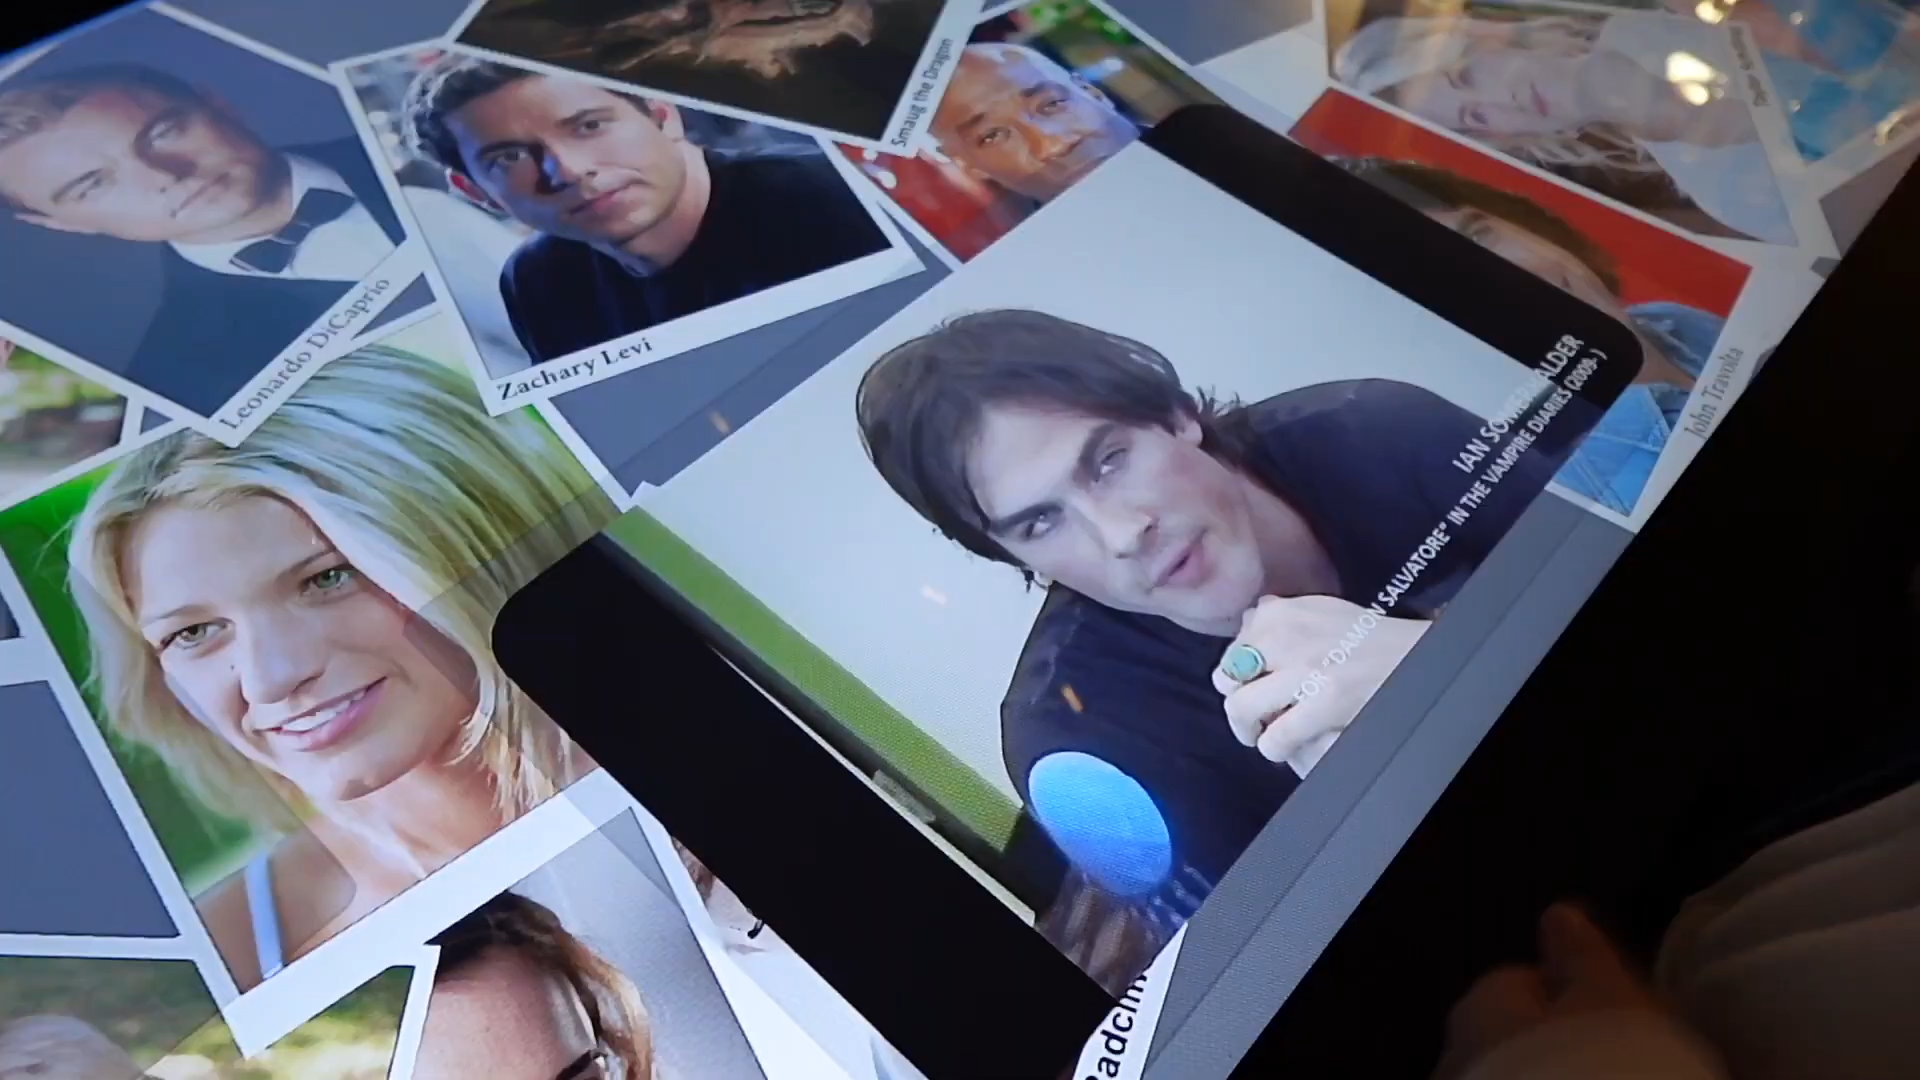 Smaug the Dragon
Leonardo DiCaprio
Zachary Levi
IAN SOMERHALDER
FOR "DAMON SALVATORE" IN THE VAMPIRE DIARIES (2009- )
John Travolta